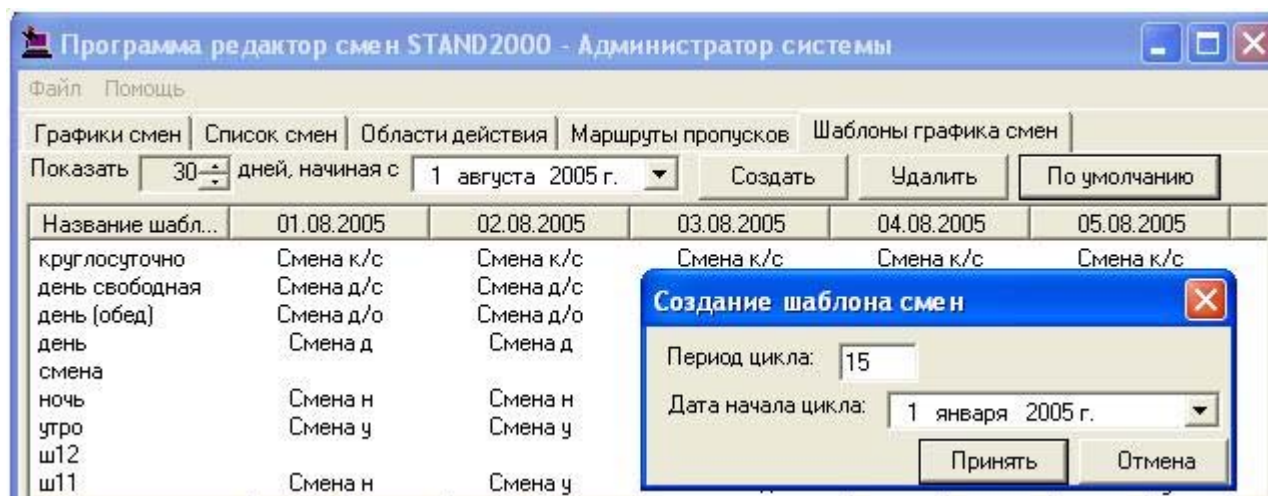 Программа редактор смен STAND2000 - Администратор системы
Файл Помощь
Графики смен Список смен Области действия Маршруты пропусков Шаблоны графика смен
Показать 30 дней, начиная с 1 августа 2005 г. Создать Удалить По умолчанию
Название шабл... 01.08.2005 02.08.2005 03.08.2005 04.08.2005 05.08.2005
круглосуточно Смена к/с Смена к/с Смена к/с Смена к/с Смена к/с
день свободная Смена д/с Смена д/с
день (обед) Смена д/о Смена д/о
день Смена д Смена д
смена
ночь Смена н Смена н
утро Смена у Смена у
ш12
ш11 Смена н Смена у
Создание шаблона смен
Период цикла: 15
Дата начала цикла: 1 января 2005 г.
Принять Отмена